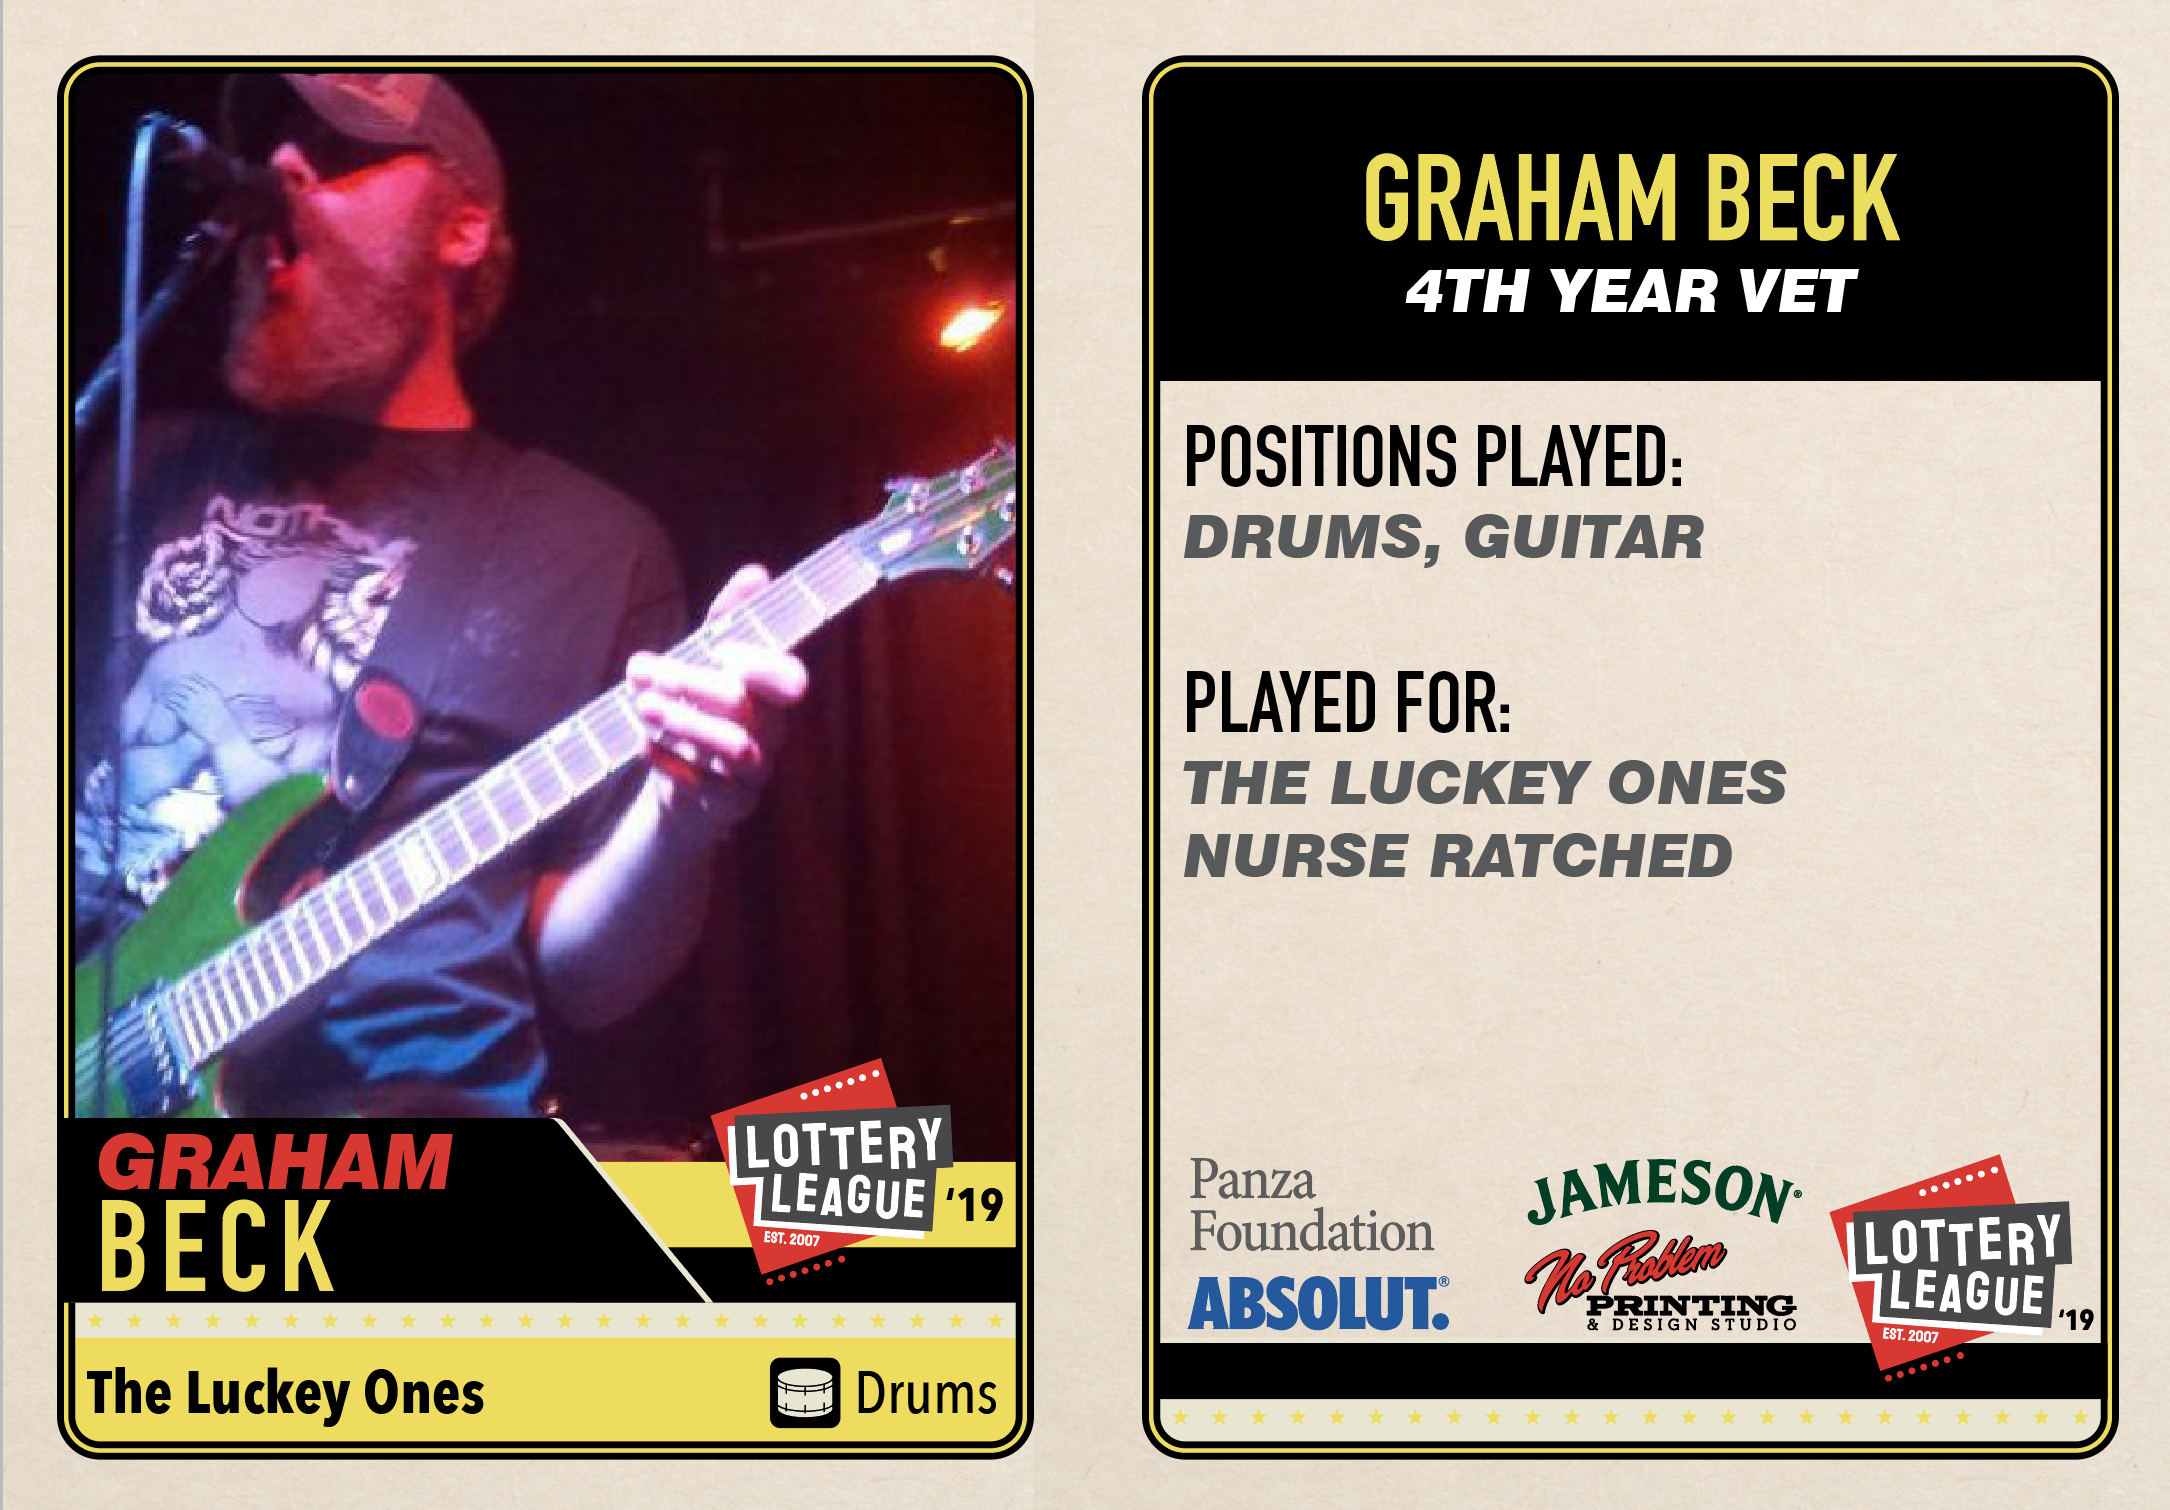 GRAHAM
BECK
LOTTERY
LEAGUE
EST. 2007
'19
The Luckey Ones
Drums
GRAHAM BECK
4TH YEAR VET
POSITIONS PLAYED:
DRUMS, GUITAR
PLAYED FOR:
THE LUCKEY ONES
NURSE RATCHED
Panza
Foundation
ABSOLUT.®
JAMESON®
No Problem
PRINTING
& DESIGN STUDIO
LOTTERY
LEAGUE
EST. 2007
'19